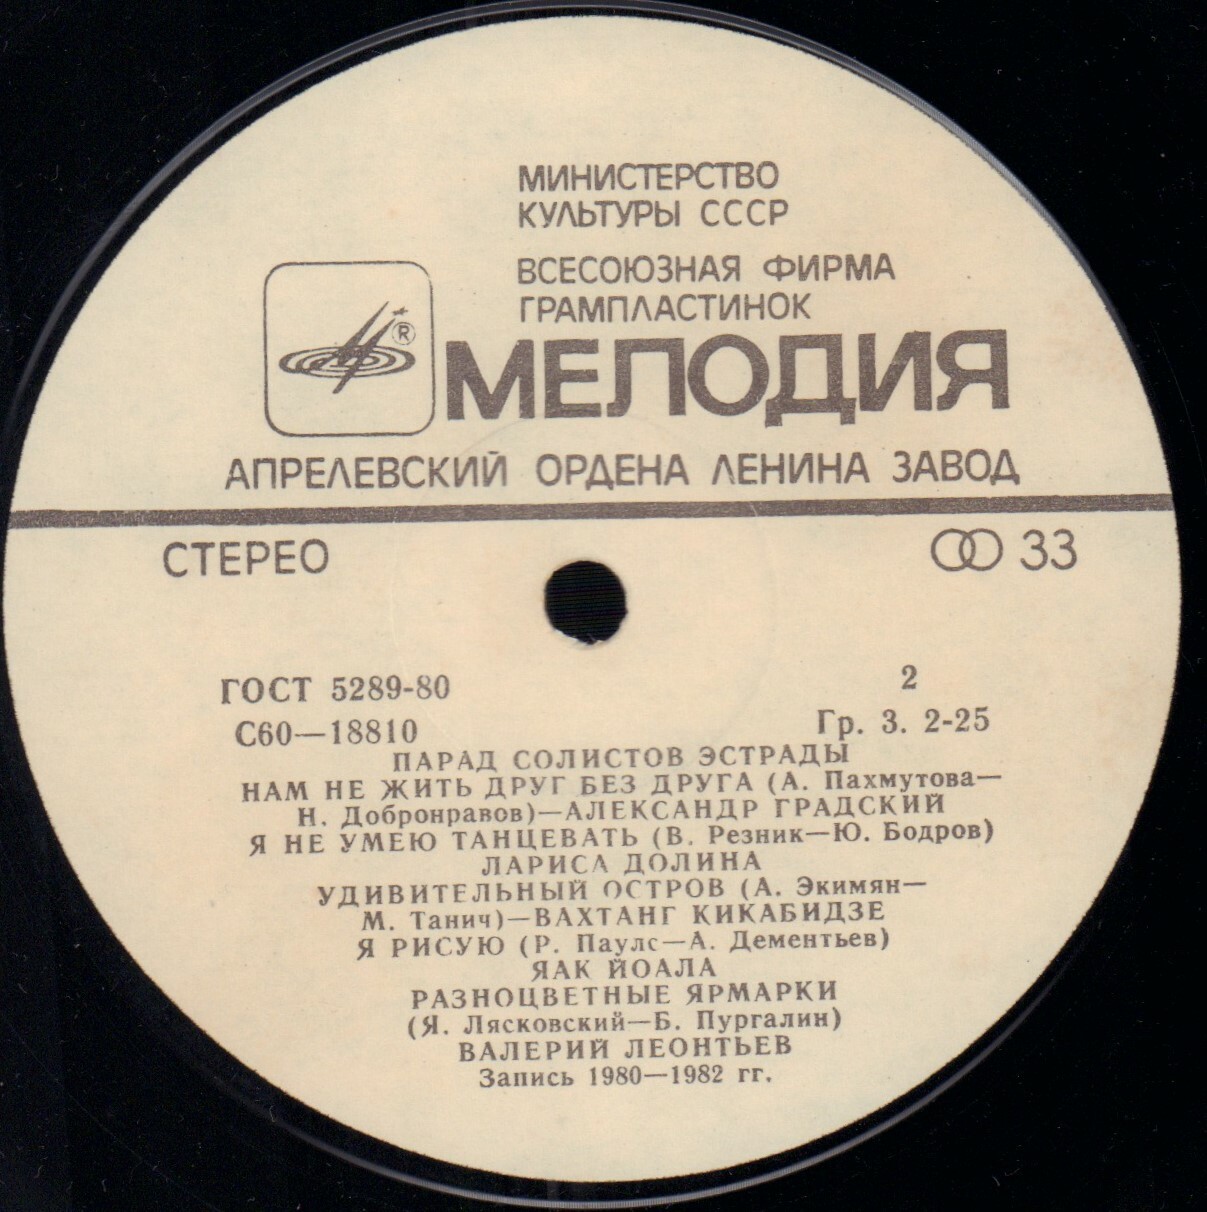 МИНИСТЕРСТВО
КУЛЬТУРЫ СССР
ВСЕСОЮЗНАЯ ФИРМА
ГРАМПЛАСТИНОК
®
МЕЛОДИЯ
АПРЕЛЕВСКИЙ ОРДЕНА ЛЕНИНА ЗАВОД
СТЕРЕО
33
ГОСТ 5289-80
2
С60—18810
Гр. 3. 2-25
ПАРАД СОЛИСТОВ ЭСТРАДЫ
НАМ НЕ ЖИТЬ ДРУГ БЕЗ ДРУГА (А. Пахмутова—
Н. Добронравов)—АЛЕКСАНДР ГРАДСКИЙ
Я НЕ УМЕЮ ТАНЦЕВАТЬ (В. Резник—Ю. Бодров)
ЛАРИСА ДОЛИНА
УДИВИТЕЛЬНЫЙ ОСТРОВ (А. Экимян—
М. Танич)—ВАХТАНГ КИКАБИДЗЕ
Я РИСУЮ (Р. Паулс—А. Дементьев)
ЯАК ЙОАЛА
РАЗНОЦВЕТНЫЕ ЯРМАРКИ
(Я. Лясковский—Б. Пургалин)
ВАЛЕРИЙ ЛЕОНТЬЕВ
Запись 1980—1982 гг.